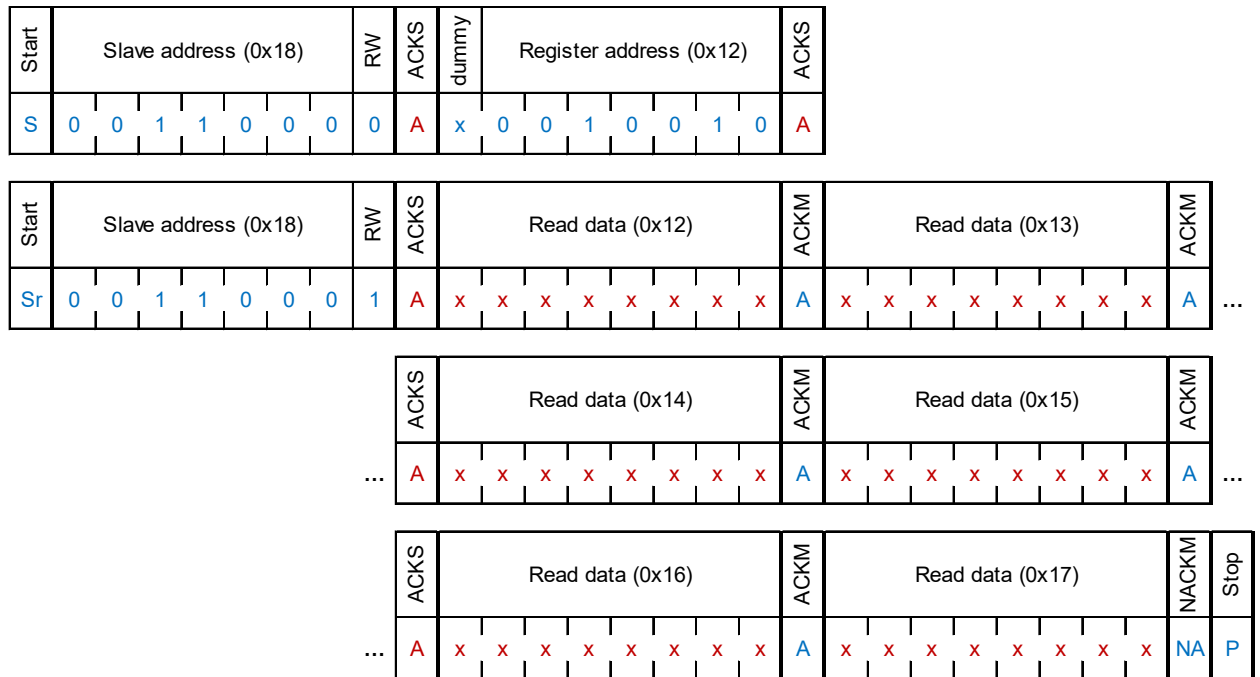 Start Slave address (0x18) RW ACKS dummy Register address (0x12) ACKS
S 0 0 1 1 0 0 0 0 A x 0 0 1 0 0 1 0 A
Start Slave address (0x18) RW ACKS Read data (0x12) ACKM Read data (0x13) ACKM
Sr 0 0 1 1 0 0 0 1 A x x x x x x x x A x x x x x x x x A ...
ACKS Read data (0x14) ACKM Read data (0x15) ACKM
... A x x x x x x x x A x x x x x x x x A ...
ACKS Read data (0x16) ACKM Read data (0x17) NACKM Stop
... A x x x x x x x x A x x x x x x x x NA P